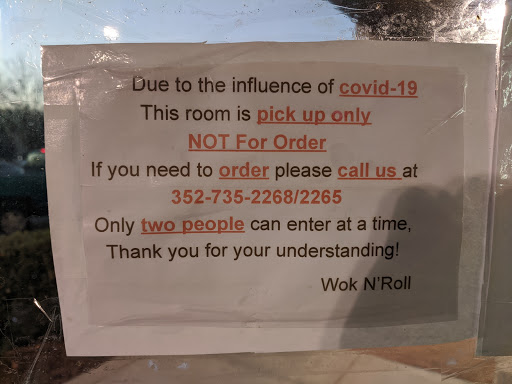 Due to the influence of covid-19
This room is pick up only
NOT For Order
If you need to order please call us at
352-735-2268/2265
Only two people can enter at a time,
Thank you for your understanding!
Wok N'Roll